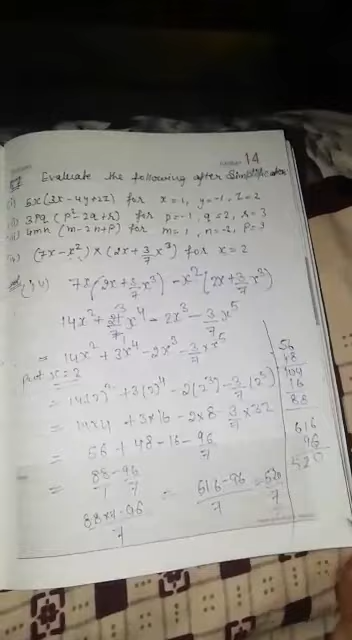 14
Evaluate the following after Simplification
(i) 5x(3x-4y+2z) for x=1, y=-1, z=2
(ii) 3pq (p²-2q+r) for p=-1, q=2, r=3
(iii) 4mn (m-2n+p) for m=1, n=-2, p=3
(iv) (7x-x²) × (2x+3/7 x³) for x=2
(iv) 7x(2x+3/7 x³) - x²(2x+3/7 x³)
14x² + 21/7 x⁴ - 2x³ - 3/7 x⁵
= 14x² + 3x⁴ - 2x³ - 3/7 x⁵
put x=2
= 14(2)² + 3(2)⁴ - 2(2³) - 3/7 (2⁵)
= 14×4 + 3×16 - 2×8 - 3/7 × 32
= 56 + 48 - 16 - 96/7
= 88/1 - 96/7
88×7-96/7 = 616-96/7 = 520/7
56
48
104
16
88
616
96
520